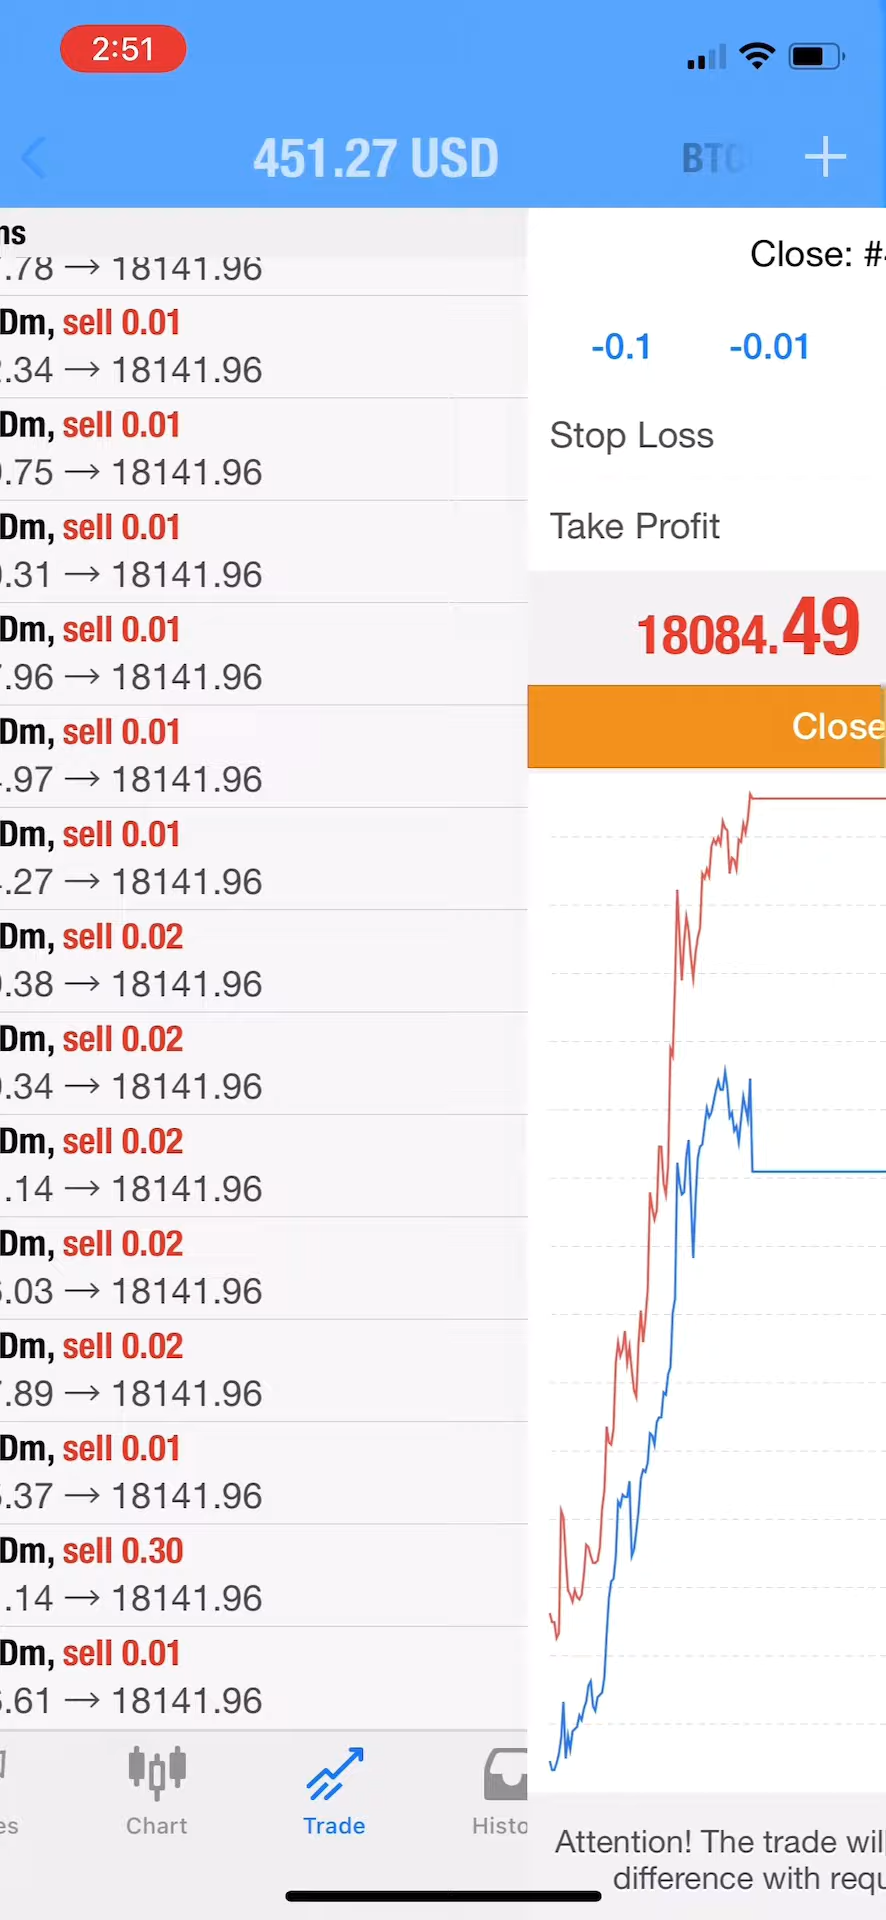 2:51
451.27 USD
ns
.78 → 18141.96
Dm, sell 0.01
.34 → 18141.96
Dm, sell 0.01
.75 → 18141.96
Dm, sell 0.01
.31 → 18141.96
Dm, sell 0.01
.96 → 18141.96
Dm, sell 0.01
.97 → 18141.96
Dm, sell 0.01
.27 → 18141.96
Dm, sell 0.02
.38 → 18141.96
Dm, sell 0.02
.34 → 18141.96
Dm, sell 0.02
.14 → 18141.96
Dm, sell 0.02
.03 → 18141.96
Dm, sell 0.02
.89 → 18141.96
Dm, sell 0.01
.37 → 18141.96
Dm, sell 0.30
.14 → 18141.96
Dm, sell 0.01
.61 → 18141.96
es
Chart
Trade
Histo
BTC
+
Close: #
-0.1 -0.01
Stop Loss
Take Profit
18084.49
Close
Attention! The trade wil
difference with requ